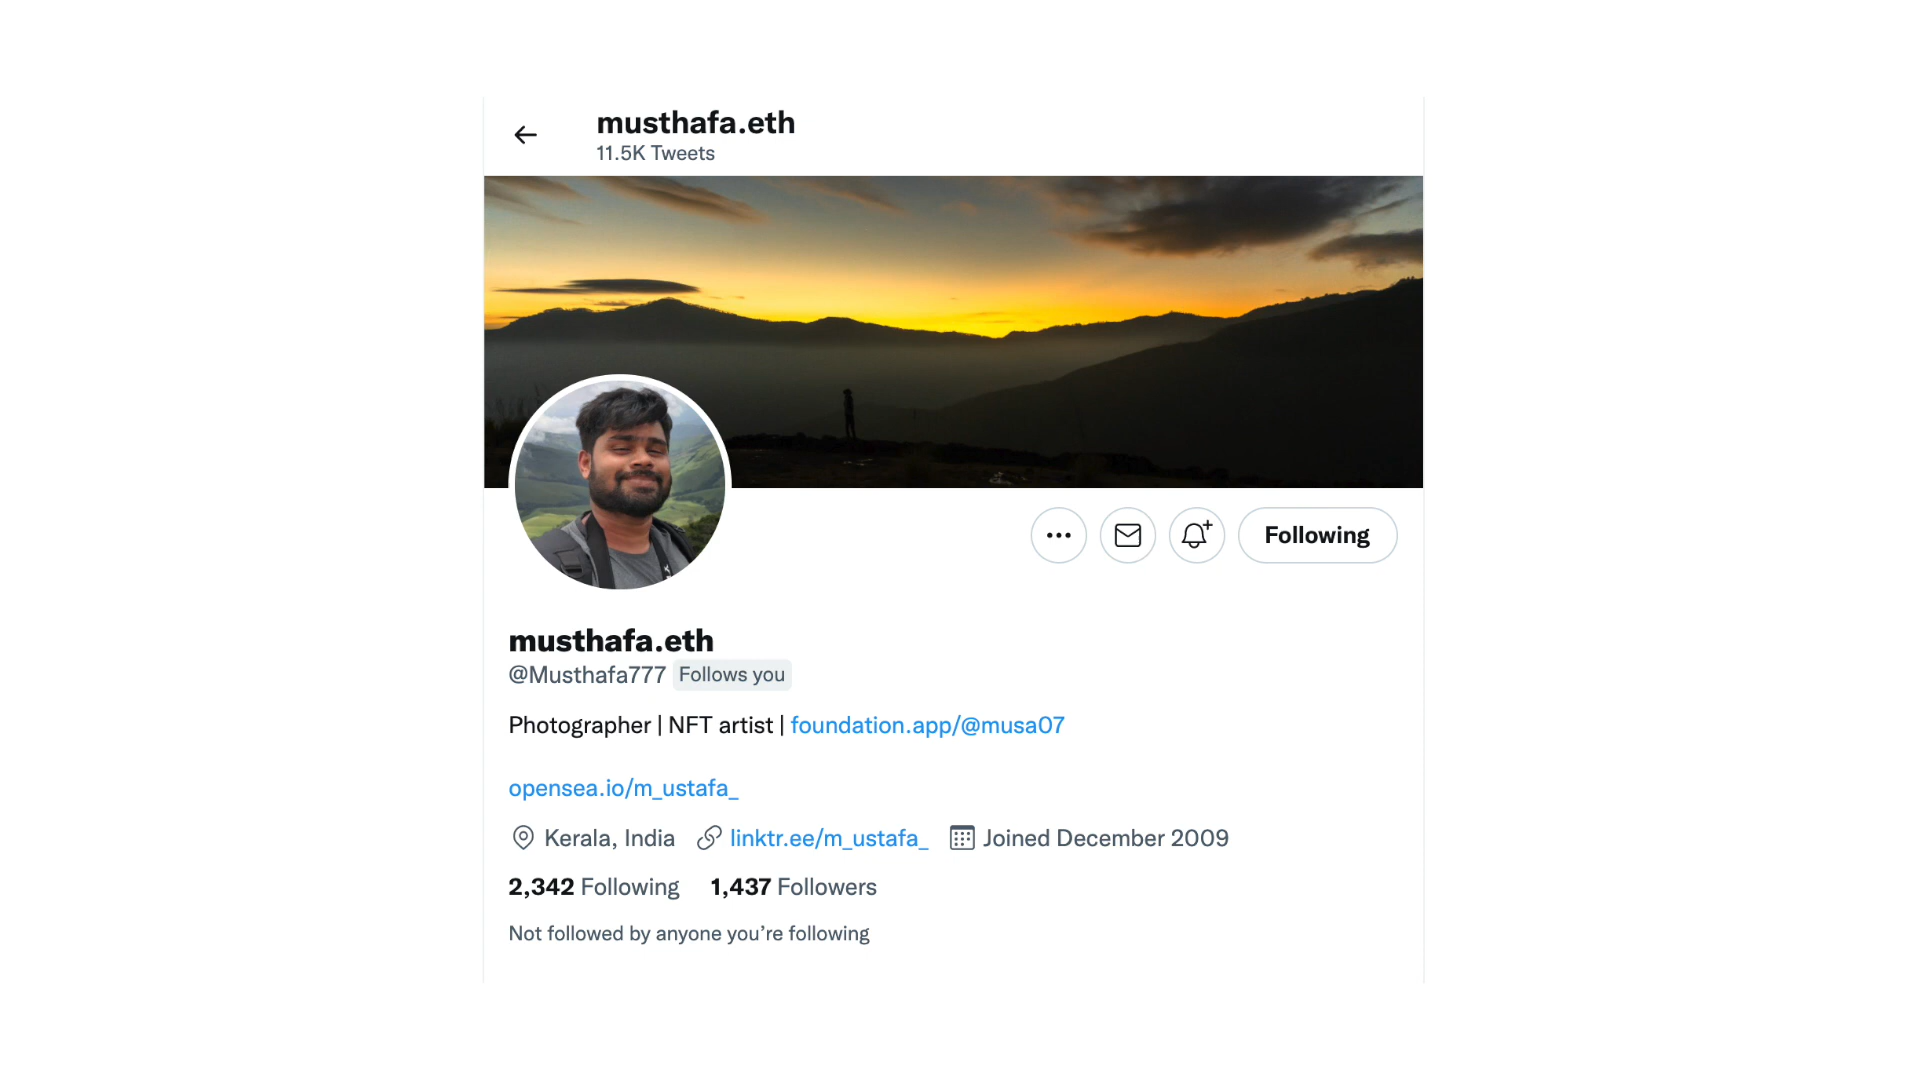 musthafa.eth
11.5K Tweets
Following
musthafa.eth
@Musthafa777 Follows you
Photographer | NFT artist | foundation.app/@musa07
opensea.io/m_ustafa_
Kerala, India linktr.ee/m_ustafa_ Joined December 2009
2,342 Following 1,437 Followers
Not followed by anyone you’re following